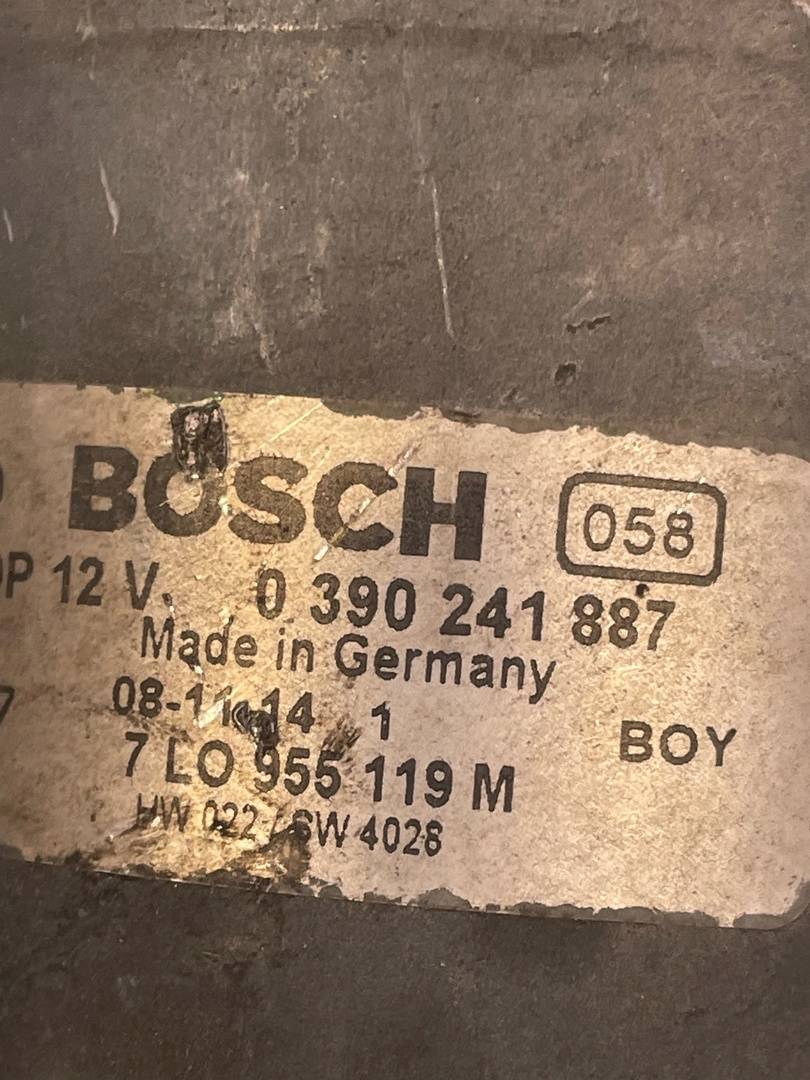 BOSCH 058
P 12 V. 0 390 241 887
Made in Germany
08-11-14 1 BOY
7 LO 955 119 M
HW 022 / SW 4028